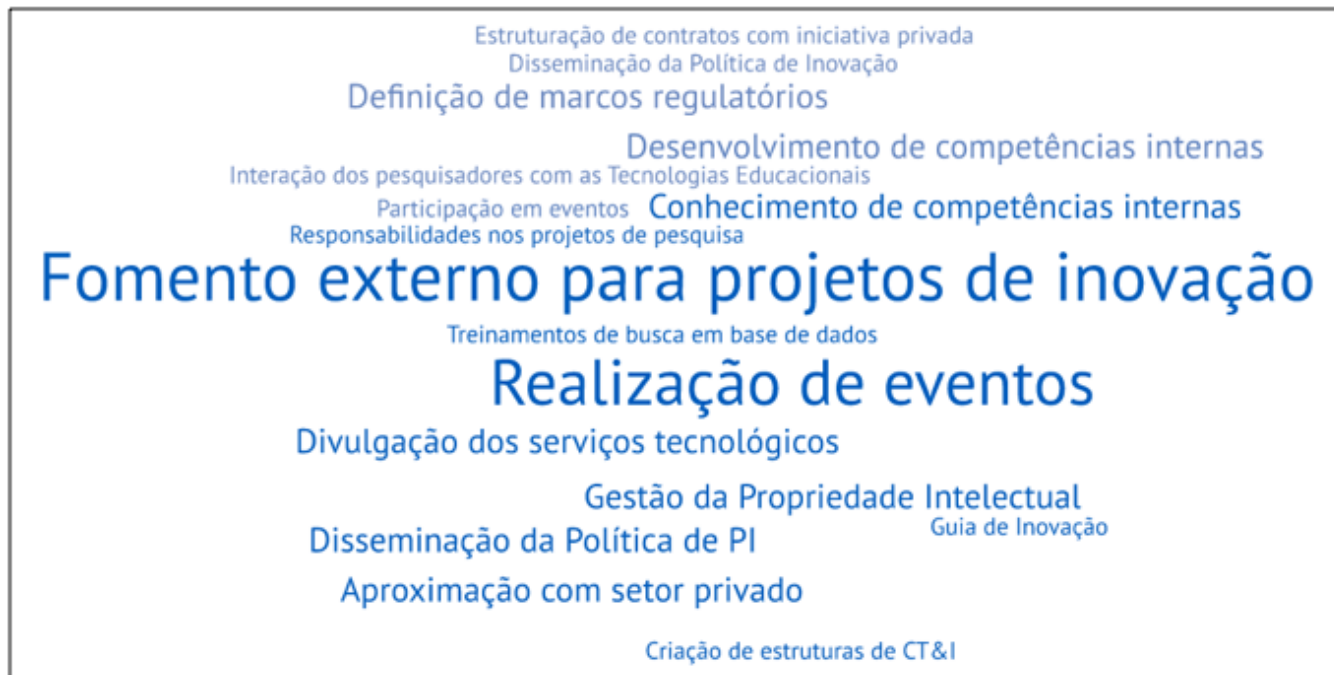 Estruturação de contratos com iniciativa privada
Disseminação da Política de Inovação
Definição de marcos regulatórios
Desenvolvimento de competências internas
Interação dos pesquisadores com as Tecnologias Educacionais
Participação em eventos Conhecimento de competências internas
Responsabilidades nos projetos de pesquisa
Fomento externo para projetos de inovação
Treinamentos de busca em base de dados
Realização de eventos
Divulgação dos serviços tecnológicos
Gestão da Propriedade Intelectual
Guia de Inovação
Disseminação da Política de PI
Aproximação com setor privado
Criação de estruturas de CT&I